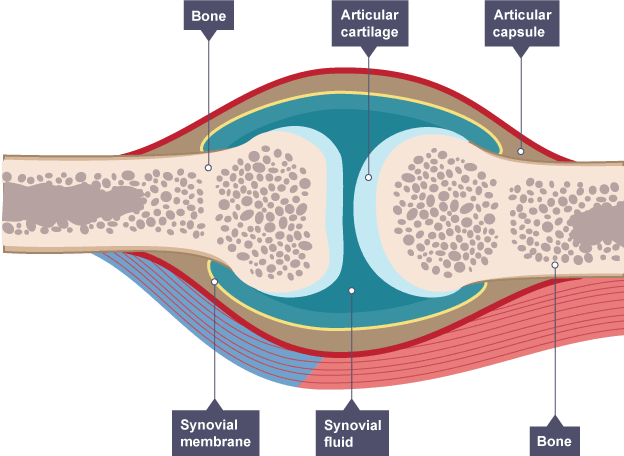 Bone
Articular
cartilage
Articular
capsule
Synovial
membrane
Synovial
fluid
Bone